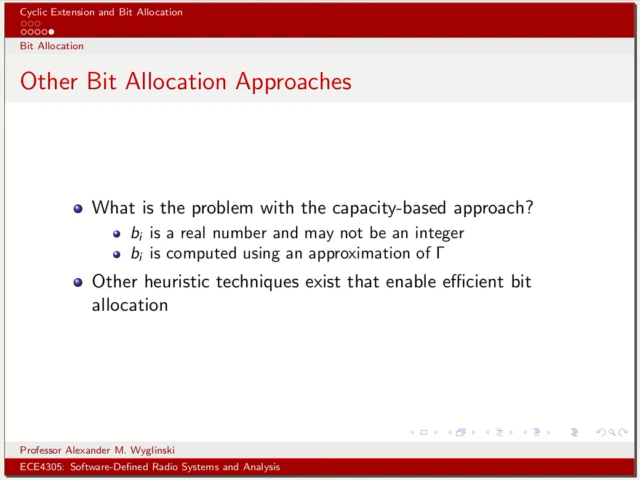 Cyclic Extension and Bit Allocation
Bit Allocation
Other Bit Allocation Approaches
What is the problem with the capacity-based approach?
bᵢ is a real number and may not be an integer
bᵢ is computed using an approximation of Γ
Other heuristic techniques exist that enable efficient bit
allocation
Professor Alexander M. Wyglinski
ECE4305: Software-Defined Radio Systems and Analysis